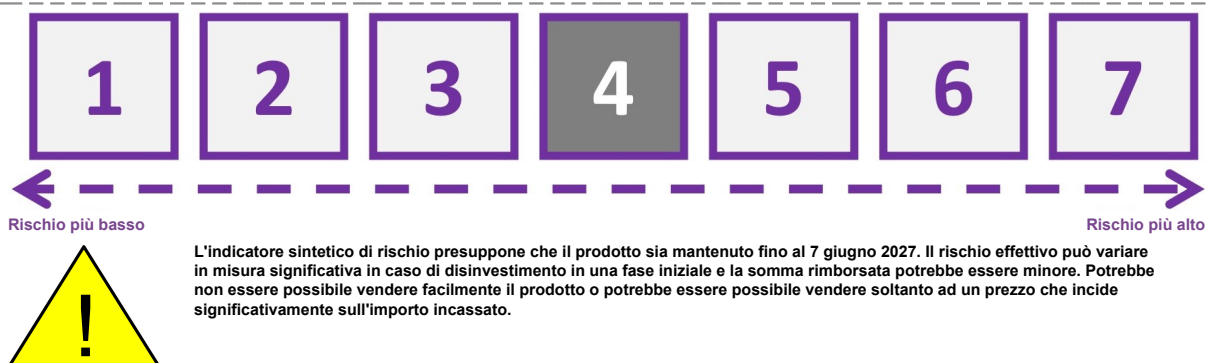 1 2 3 4 5 6 7
Rischio più basso
Rischio più alto
L'indicatore sintetico di rischio presuppone che il prodotto sia mantenuto fino al 7 giugno 2027. Il rischio effettivo può variare
in misura significativa in caso di disinvestimento in una fase iniziale e la somma rimborsata potrebbe essere minore. Potrebbe
non essere possibile vendere facilmente il prodotto o potrebbe essere possibile vendere soltanto ad un prezzo che incide
significativamente sull'importo incassato.
!